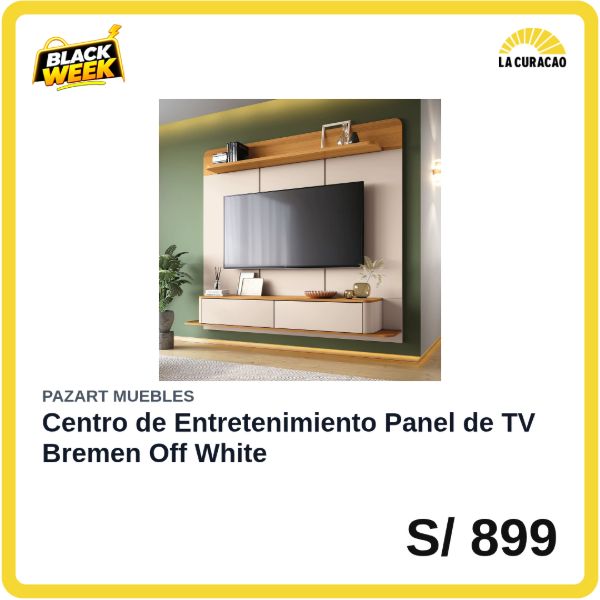 BLACK
WEEK
LA CURACAO
PAZART MUEBLES
Centro de Entretenimiento Panel de TV
Bremen Off White
S/ 899